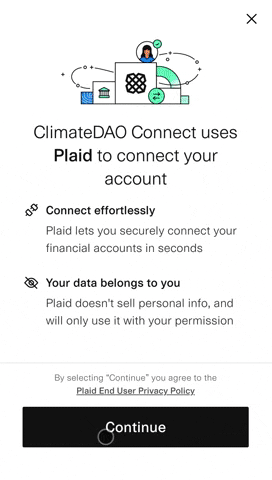 ClimateDAO Connect uses
Plaid to connect your
account
Connect effortlessly
Plaid lets you securely connect your
financial accounts in seconds
Your data belongs to you
Plaid doesn't sell personal info, and
will only use it with your permission
By selecting “Continue” you agree to the
Plaid End User Privacy Policy
Continue